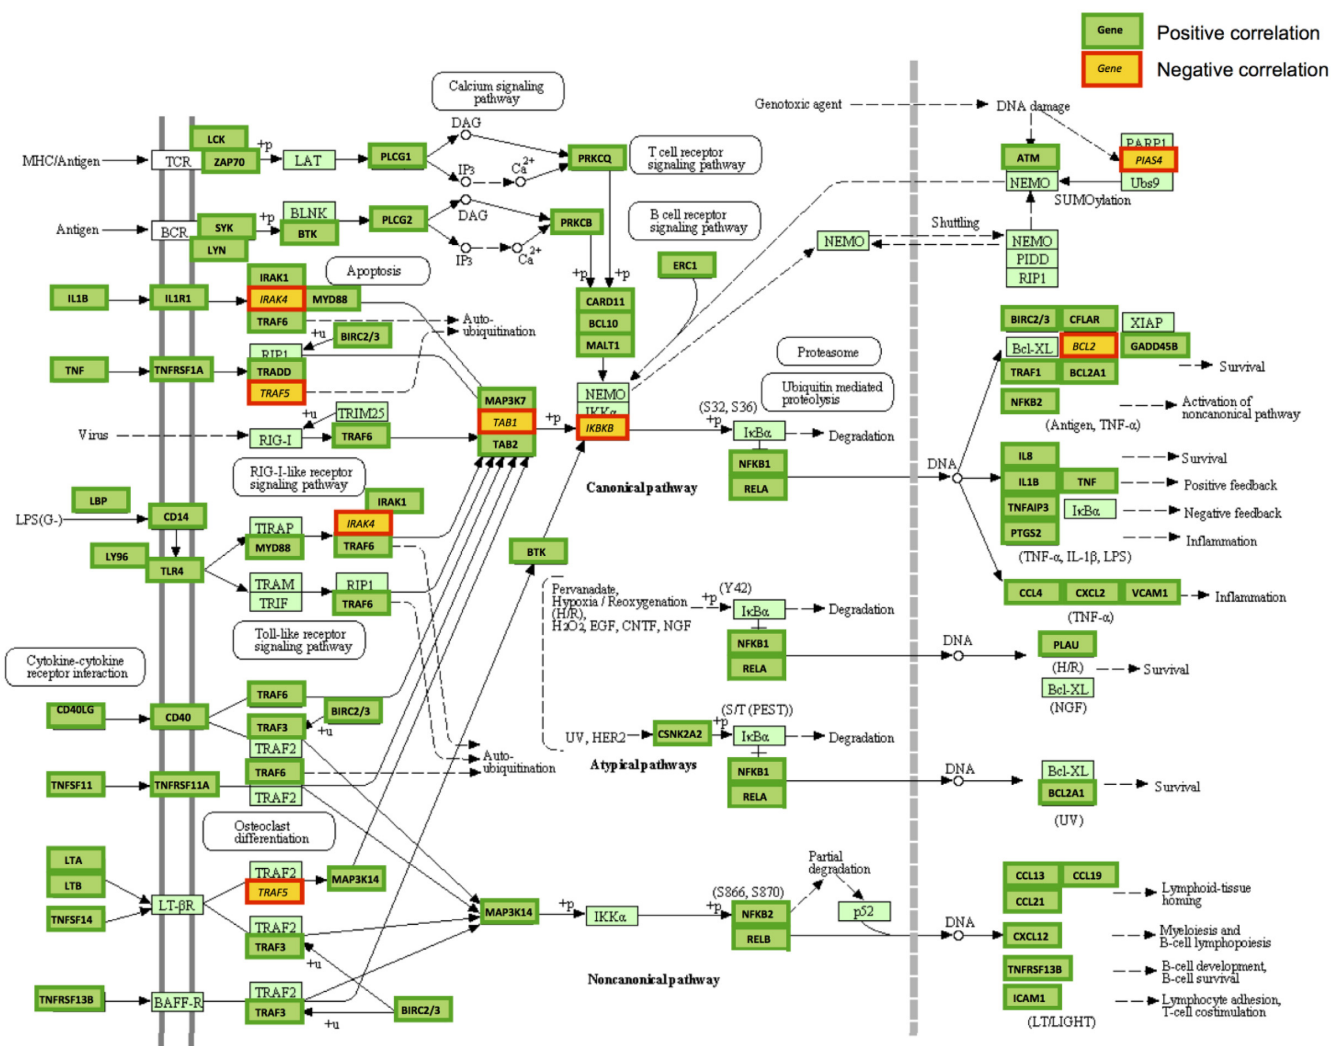 Gene Positive correlation
Gene Negative correlation
Calcium signaling
pathway
Genotoxic agent
DNA damage
MHC/Antigen
TCR
LCK
ZAP70
+p
LAT
PLCG1
DAG
IP3
Ca2+
PRKCQ
T cell receptor
signaling pathway
ATM
NEMO
PARP1
PIAS4
Ubs9
SUMOylation
Antigen
BCR
SYK
LYN
+p
BLNK
BTK
PLCG2
DAG
IP3
Ca2+
PRKCB
B cell receptor
signaling pathway
Shuttling
NEMO
NEMO
PIDD
RIP1
+p
+p
ERC1
Apoptosis
IL1B
IL1R1
IRAK1
IRAK4
MYD88
TRAF6
Auto-
ubiquitination
CARD11
BCL10
MALT1
+u
BIRC2/3
TNF
TNFRSF1A
RIP1
TRADD
TRAF5
Proteasome
Ubiquitin mediated
proteolysis
BIRC2/3
CFLAR
XIAP
Bcl-XL
BCL2
GADD45B
TRAF1
BCL2A1
Survival
NFKB2
Activation of
noncanonical pathway
(Antigen, TNF-α)
MAP3K7
TAB1
TAB2
+p
NEMO
IKKα
IKBKB
(S32, S36)
+p
IκBα
Degradation
NFKB1
RELA
Canonical pathway
Virus
+u
TRIM25
RIG-I
TRAF6
RIG-I-like receptor
signaling pathway
DNA
IL8
Survival
IL1B
TNF
Positive feedback
TNFAIP3
IκBα
Negative feedback
PTGS2
Inflammation
(TNF-α, IL-1β, LPS)
LBP
LPS(G-)
CD14
LY96
TLR4
TIRAP
MYD88
IRAK1
IRAK4
TRAF6
TRAM
TRIF
RIP1
TRAF6
Toll-like receptor
signaling pathway
BTK
Pervanadate,
Hypoxia / Reoxygenation
(H/R),
H2O2, EGF, CNTF, NGF
+p
(Y42)
IκBα
Degradation
NFKB1
RELA
CCL4
CXCL2
VCAM1
Inflammation
(TNF-α)
DNA
PLAU
(H/R)
Survival
Bcl-XL
(NGF)
Cytokine-cytokine
receptor interaction
CD40LG
CD40
TRAF6
TRAF3
TRAF2
BIRC2/3
+u
TNFSF11
TNFRSF11A
TRAF6
TRAF2
Auto-
ubiquitination
UV, HER2
CSNK2A2
+p
(S/T (PEST))
IκBα
Degradation
NFKB1
RELA
Atypical pathways
DNA
Bcl-XL
BCL2A1
Survival
(UV)
Osteoclast
differentiation
LTA
LTB
TNFSF14
LT-βR
TRAF2
TRAF5
MAP3K14
TRAF2
TRAF3
+u
MAP3K14
+p
IKKα
(S866, S870)
+p
NFKB2
RELB
Partial
degradation
p52
DNA
CCL13
CCL19
CCL21
Lymphoid-tissue
homing
CXCL12
Myeloiesis and
B-cell lymphopoiesis
TNFRSF13B
B-cell development,
B-cell survival
ICAM1
Lymphocyte adhesion,
T-cell costimulation
(LT/LIGHT)
Noncanonical pathway
TNFRSF13B
BAFF-R
TRAF2
TRAF3
+u
BIRC2/3